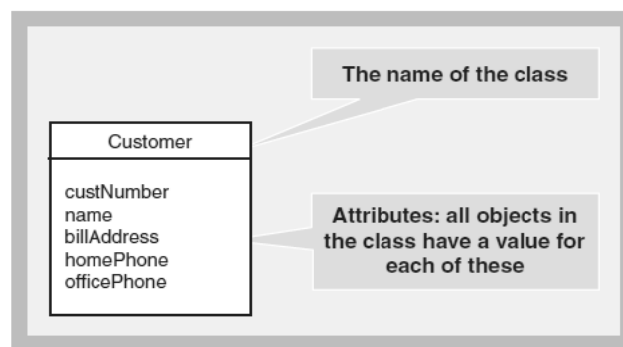 The name of the class
Customer
custNumber
name
billAddress
homePhone
officePhone
Attributes: all objects in
the class have a value for
each of these